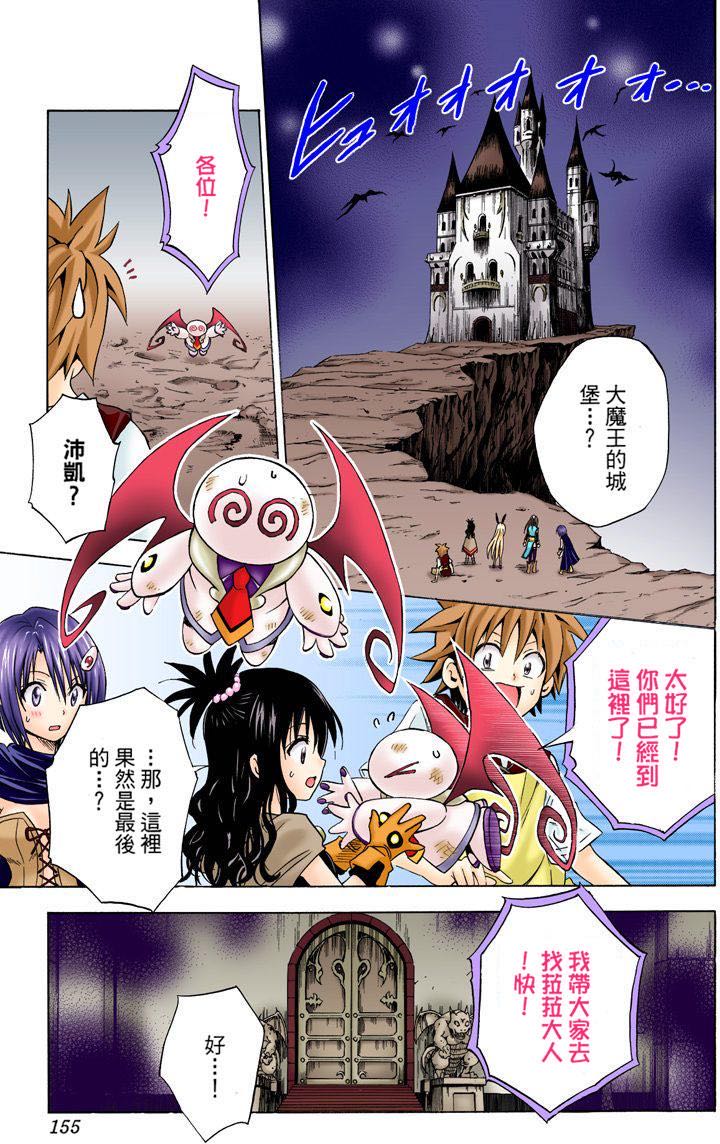 ヒュオオオオオ…
大魔王的城
堡…？
各位！
沛凱？
太好了！
你們已經到
這裡了！
…那，這裡
果然是最後
的…？
我帶大家去
找菈菈大人
！快！
好…！
155